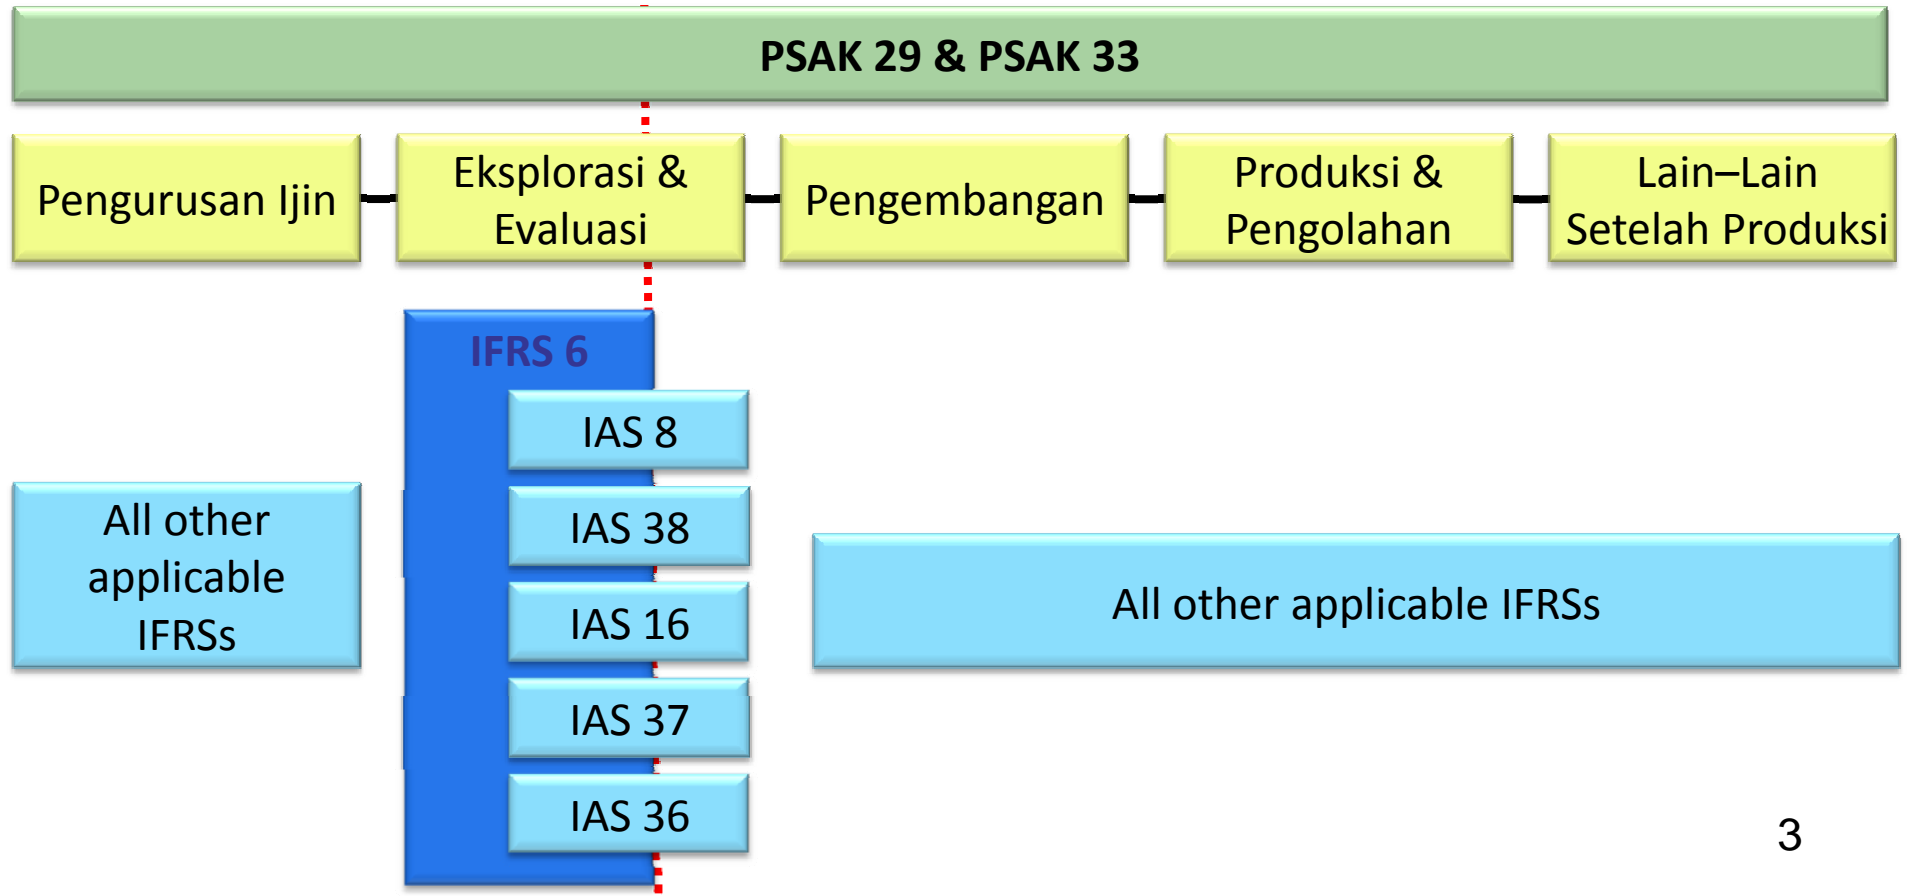 PSAK 29 & PSAK 33
Pengurusan Ijin
Eksplorasi &
Evaluasi
Pengembangan
Produksi &
Pengolahan
Lain–Lain
Setelah Produksi
IFRS 6
IAS 8
IAS 38
IAS 16
IAS 37
IAS 36
All other
applicable
IFRSs
All other applicable IFRSs
3